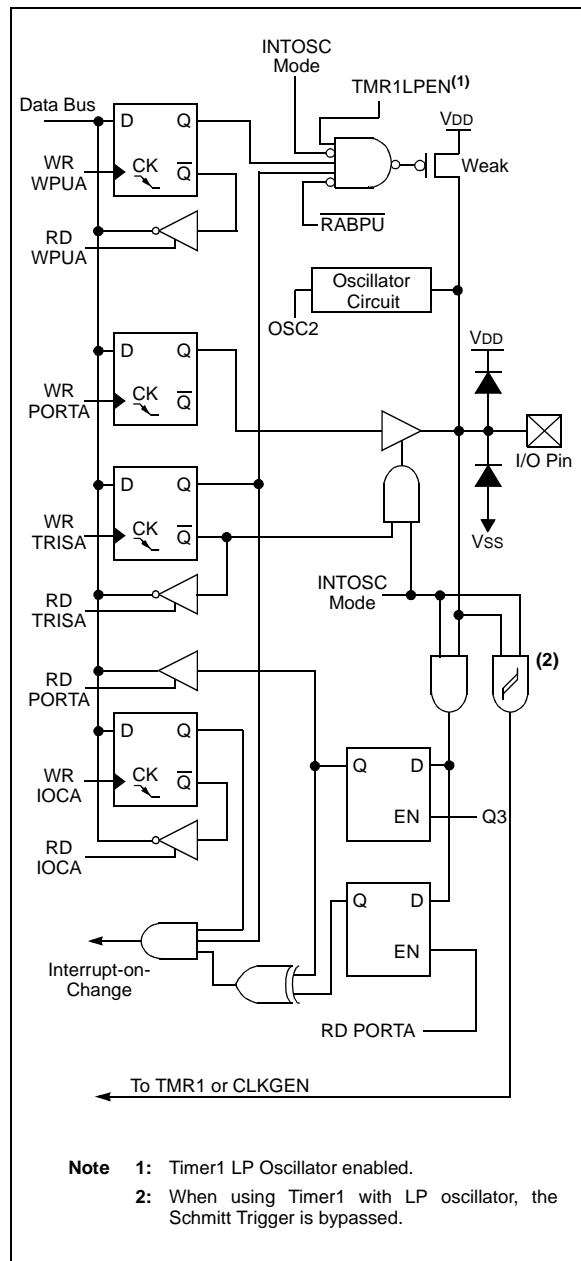 INTOSC
Mode
TMR1LPEN(1)
Data Bus
D Q
VDD
WR
WPUA
CK Q
Weak
RD
WPUA
RABPU
Oscillator
Circuit
OSC2
VDD
D Q
WR
PORTA
CK Q
I/O Pin
D Q
WR
TRISA
CK Q
VSS
INTOSC
Mode
RD
TRISA
(2)
RD
PORTA
D Q
WR
IOCA
CK Q
Q D
EN
Q3
RD
IOCA
Q D
EN
Interrupt-on-
Change
RD PORTA
To TMR1 or CLKGEN
Note 1: Timer1 LP Oscillator enabled.
2: When using Timer1 with LP oscillator, the
Schmitt Trigger is bypassed.